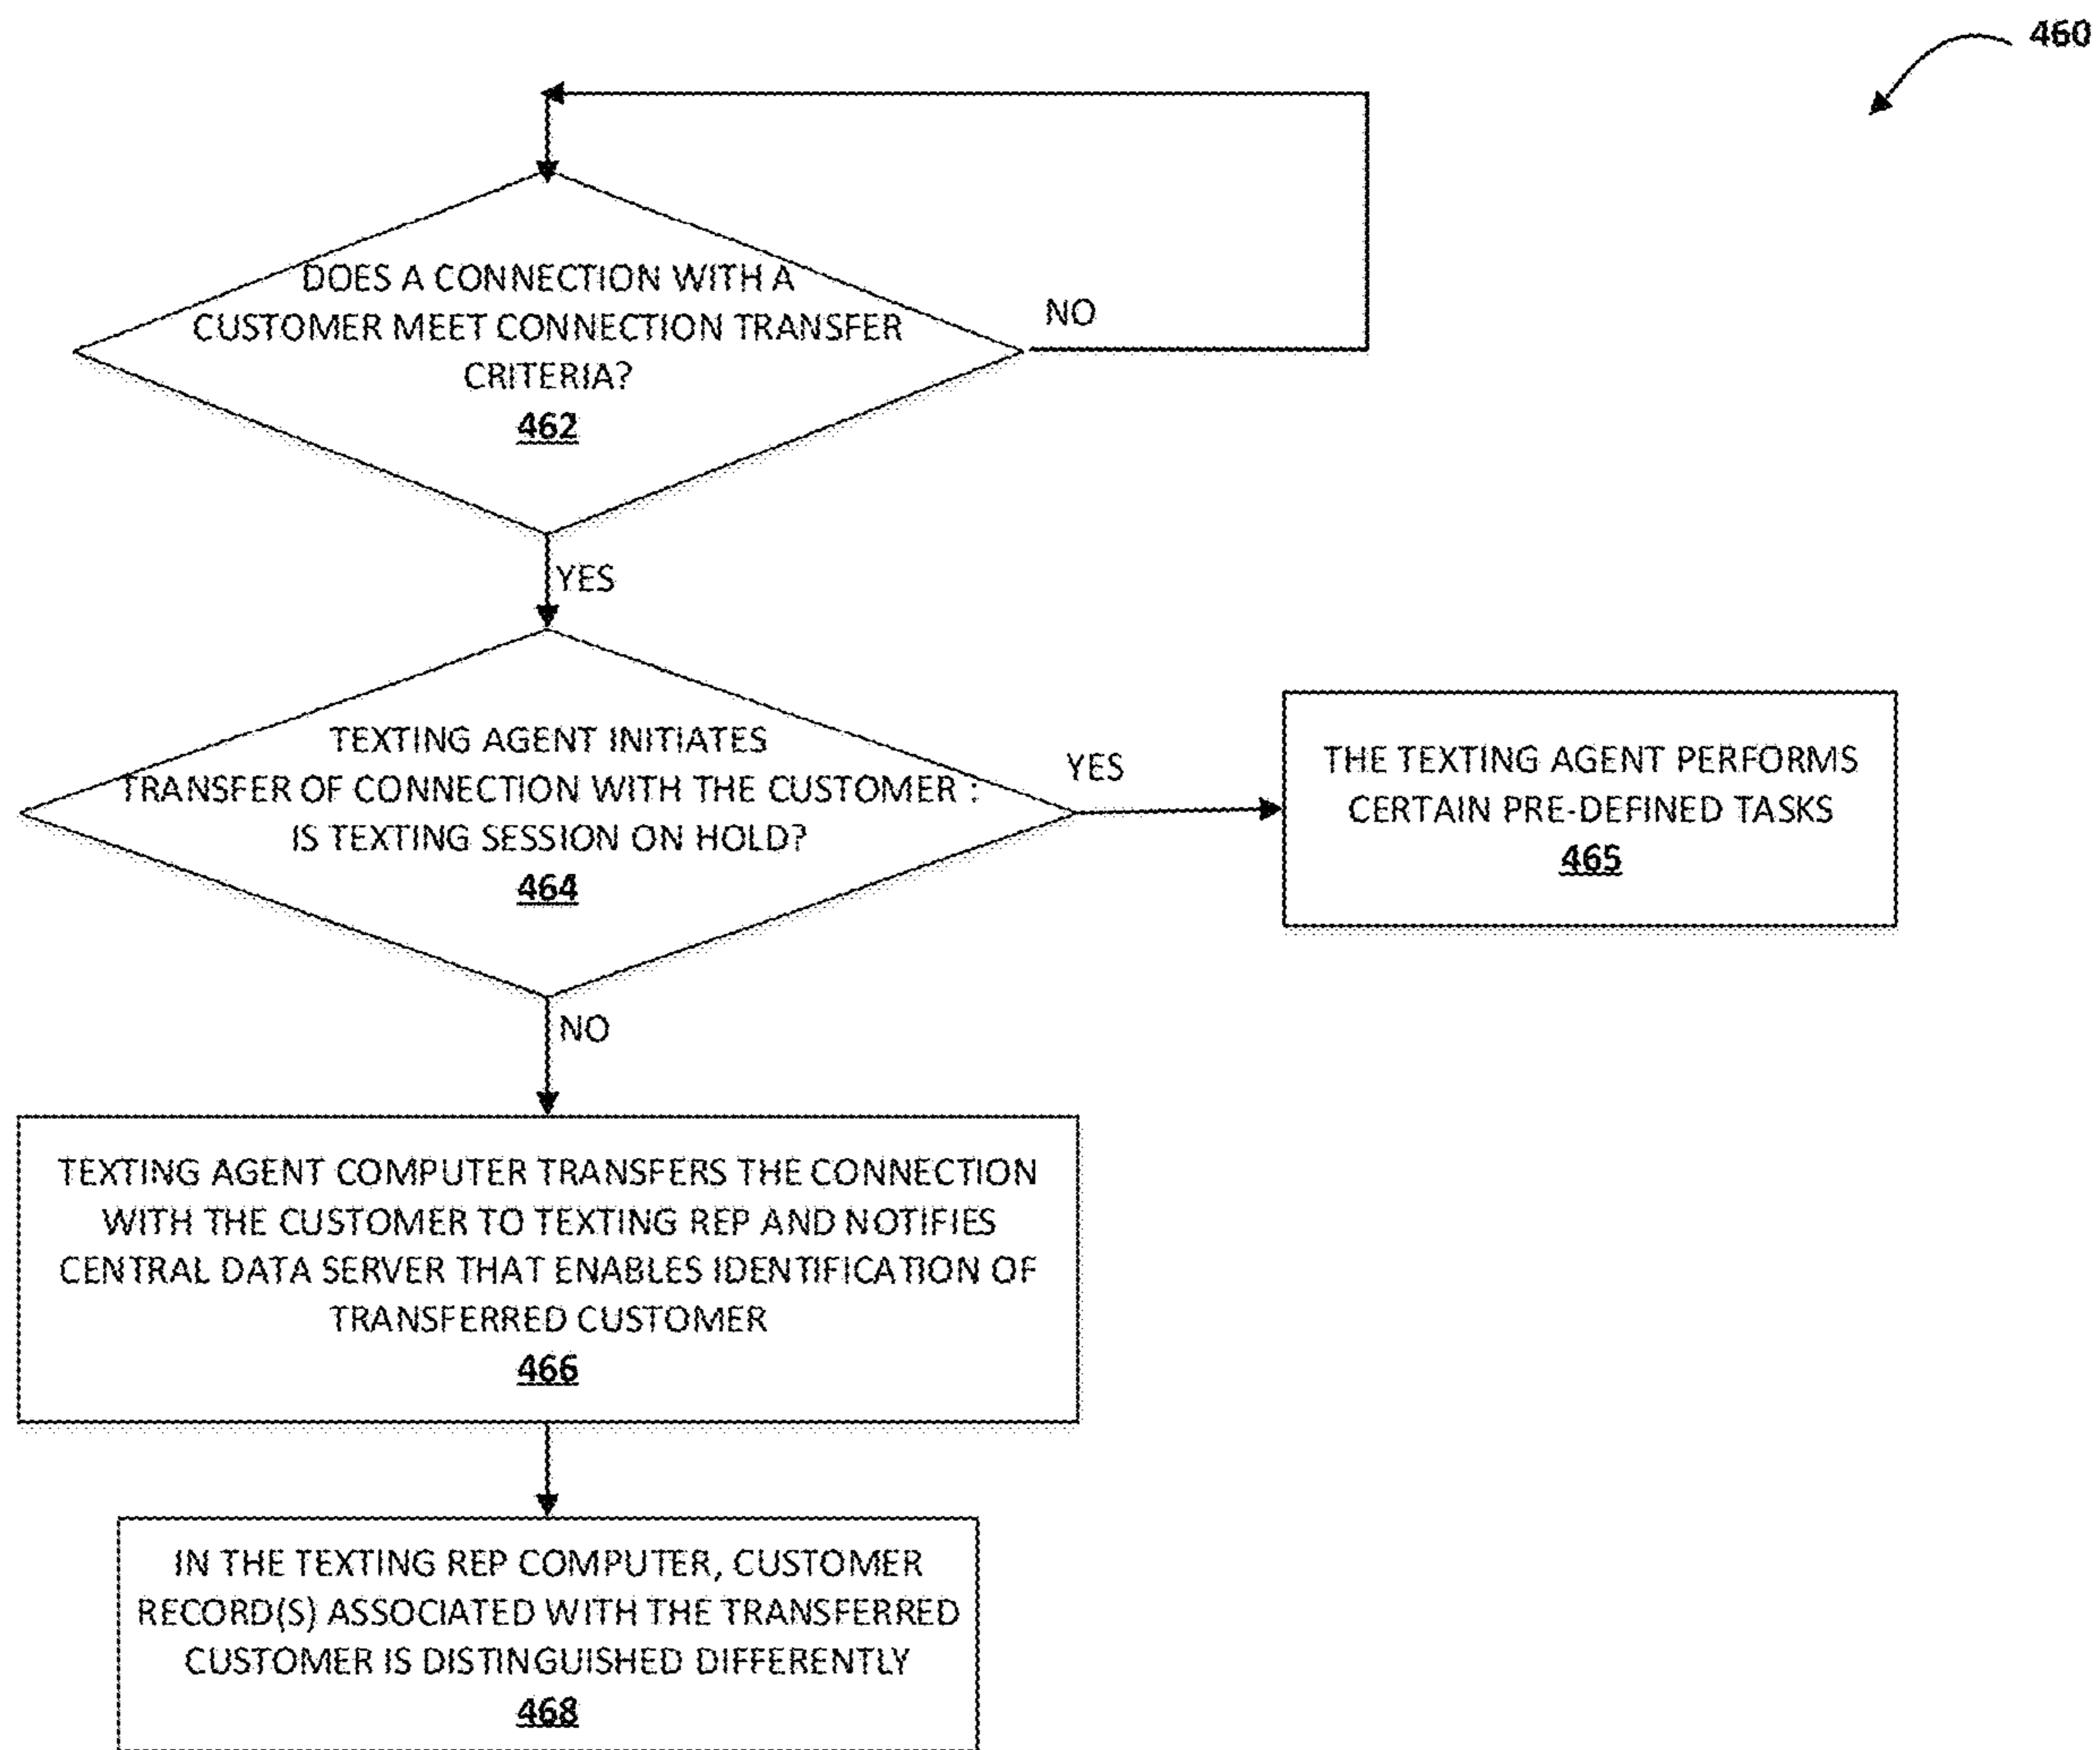 460
DOES A CONNECTION WITH A
CUSTOMER MEET CONNECTION TRANSFER
CRITERIA?
462
NO
YES
TEXTING AGENT INITIATES
TRANSFER OF CONNECTION WITH THE CUSTOMER :
IS TEXTING SESSION ON HOLD?
464
YES
THE TEXTING AGENT PERFORMS
CERTAIN PRE-DEFINED TASKS
465
NO
TEXTING AGENT COMPUTER TRANSFERS THE CONNECTION
WITH THE CUSTOMER TO TEXTING REP AND NOTIFIES
CENTRAL DATA SERVER THAT ENABLES IDENTIFICATION OF
TRANSFERRED CUSTOMER
466
IN THE TEXTING REP COMPUTER, CUSTOMER
RECORD(S) ASSOCIATED WITH THE TRANSFERRED
CUSTOMER IS DISTINGUISHED DIFFERENTLY
468